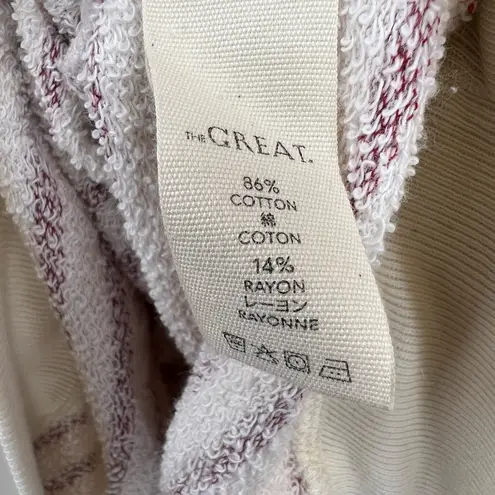 THE GREAT.
86%
COTTON
綿
COTON
14%
RAYON
レーヨン
RAYONNE